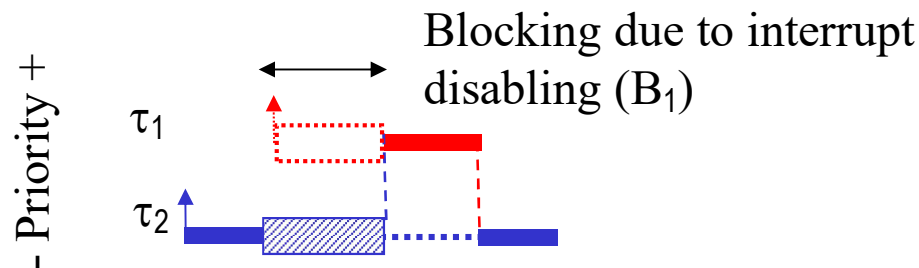 Blocking due to interrupt
disabling (B₁)
– Priority +
τ₁
τ₂